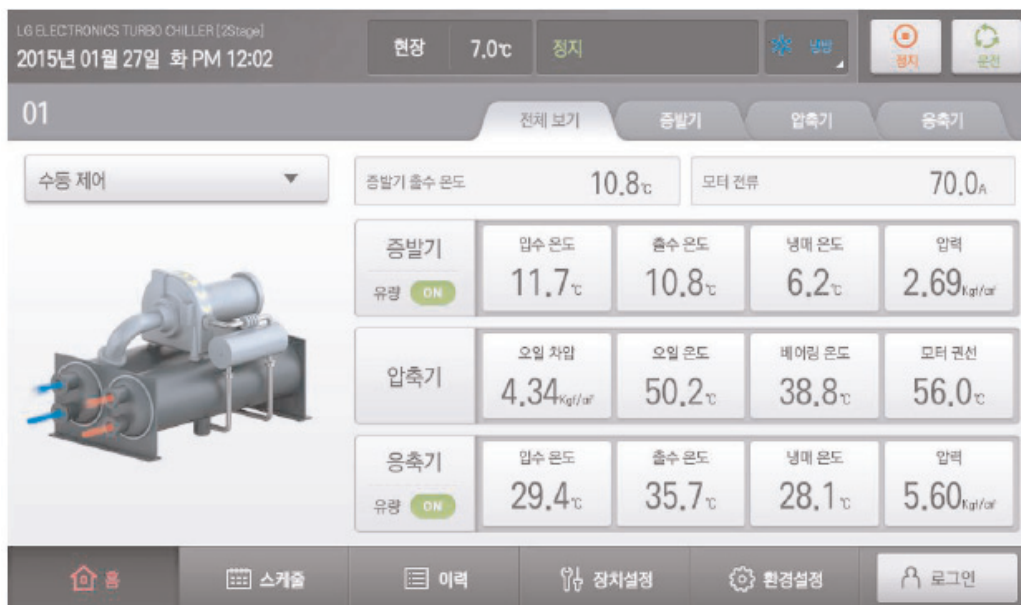 LG ELECTRONICS TURBO CHILLER [2Stage]
2015년 01월 27일 화 PM 12:02
현장 7.0℃ 정지
냉방
정지
운전
01
전체 보기 증발기 압축기 응축기
수동 제어
증발기 출수 온도 10.8℃
모터 전류 70.0A
증발기
유량 ON
입수 온도 출수 온도 냉매 온도 압력
11.7℃ 10.8℃ 6.2℃ 2.69Kgf/㎠
압축기
오일 차압 오일 온도 베어링 온도 모터 권선
4.34Kgf/㎠ 50.2℃ 38.8℃ 56.0℃
응축기
유량 ON
입수 온도 출수 온도 냉매 온도 압력
29.4℃ 35.7℃ 28.1℃ 5.60Kgf/㎠
홈 스케줄 이력 장치설정 환경설정 로그인